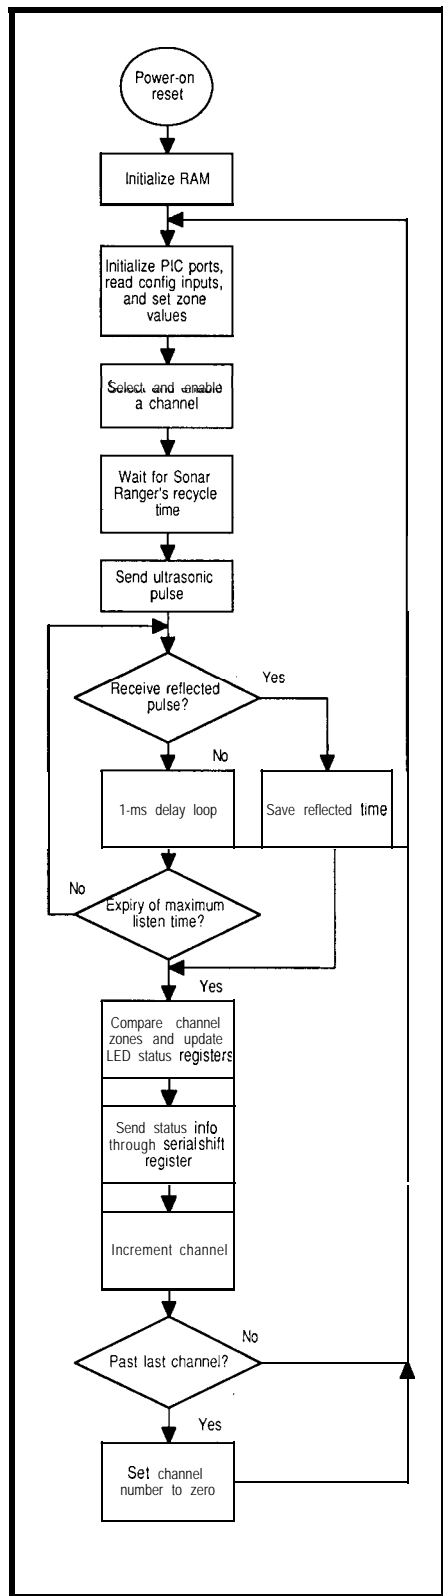 Power-on
reset
Initialize RAM
Initialize PIC ports,
read config inputs,
and set zone
values
Select and enable
a channel
Wait for Sonar
Ranger's recycle
time
Send ultrasonic
pulse
Receive reflected
pulse?
Yes
No
1-ms delay loop
Save reflected time
No
Expiry of maximum
listen time?
Yes
Compare channel
zones and update
LED status registers
Send status info
through serial shift
register
Increment channel
Past last channel?
No
Yes
Set channel
number to zero